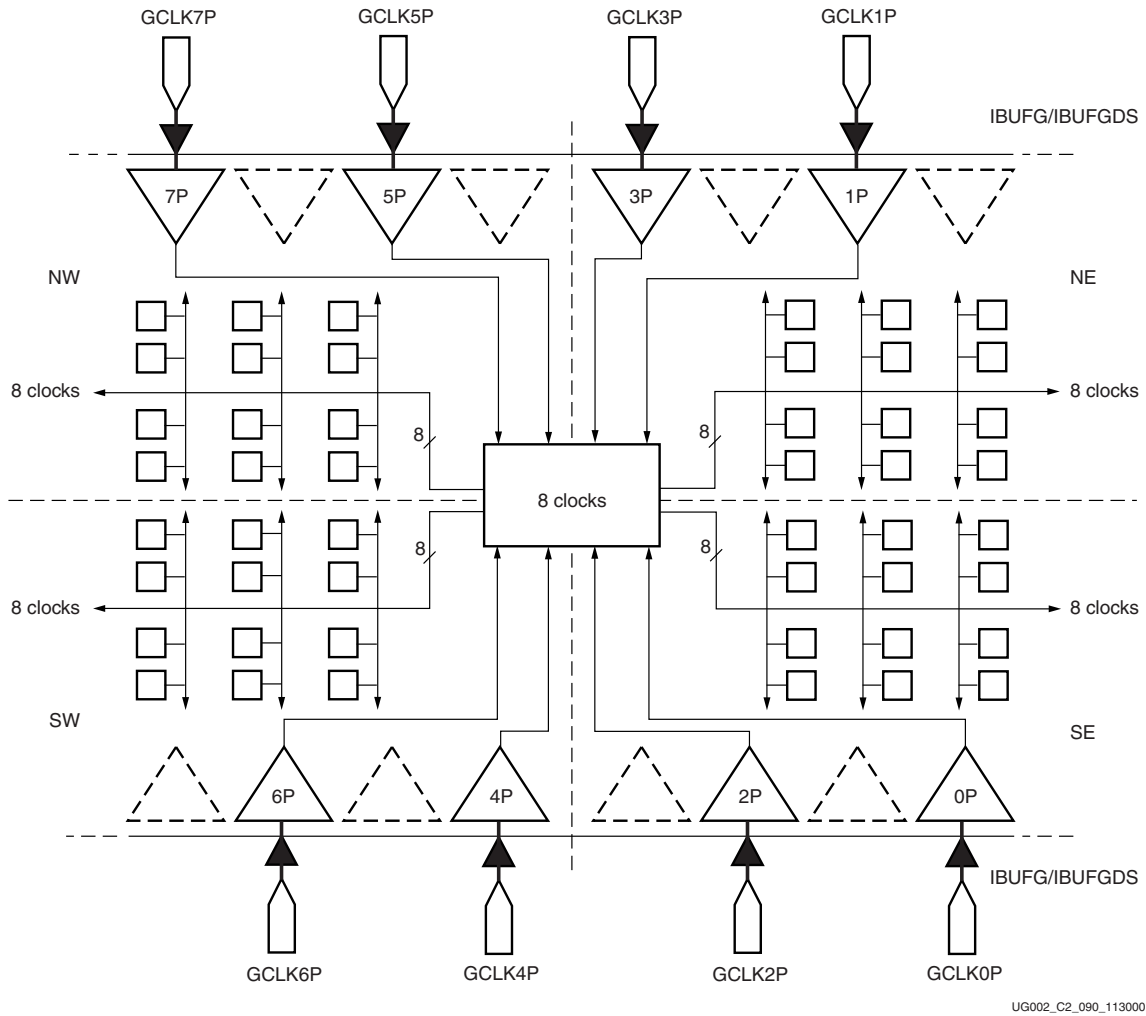 GCLK7P GCLK5P GCLK3P GCLK1P
IBUFG/IBUFGDS
7P 5P 3P 1P
NW NE
8 clocks 8 8 8 clocks
8 clocks
8 8
8 clocks 8 clocks
SW SE
6P 4P 2P 0P
IBUFG/IBUFGDS
GCLK6P GCLK4P GCLK2P GCLK0P
UG002_C2_090_113000